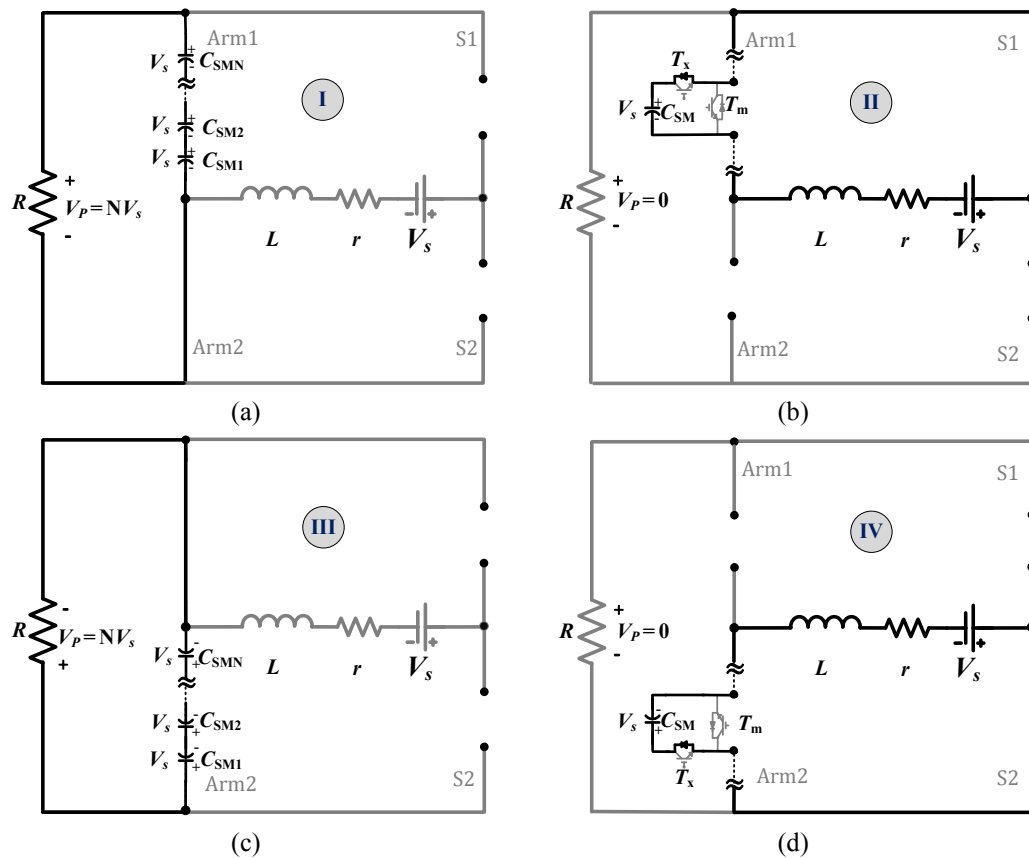 Arm1
S1
+
V_s
-
C_SMN
I
V_s
+
-
C_SM2
V_s
+
-
C_SM1
R
+
V_P = NV_s
-
L
r
-
+
V_s
Arm2
S2
(a)
Arm1
S1
T_x
V_s
+
-
C_SM
T_m
II
R
+
V_P = 0
-
L
r
-
+
V_s
Arm2
S2
(b)
III
R
-
V_P = NV_s
+
V_s
-
+
C_SMN
L
r
-
+
V_s
V_s
-
+
C_SM2
V_s
-
+
C_SM1
Arm2
S2
(c)
Arm1
S1
IV
R
+
V_P = 0
-
L
r
-
+
V_s
V_s
-
+
C_SM
T_m
T_x
Arm2
S2
(d)